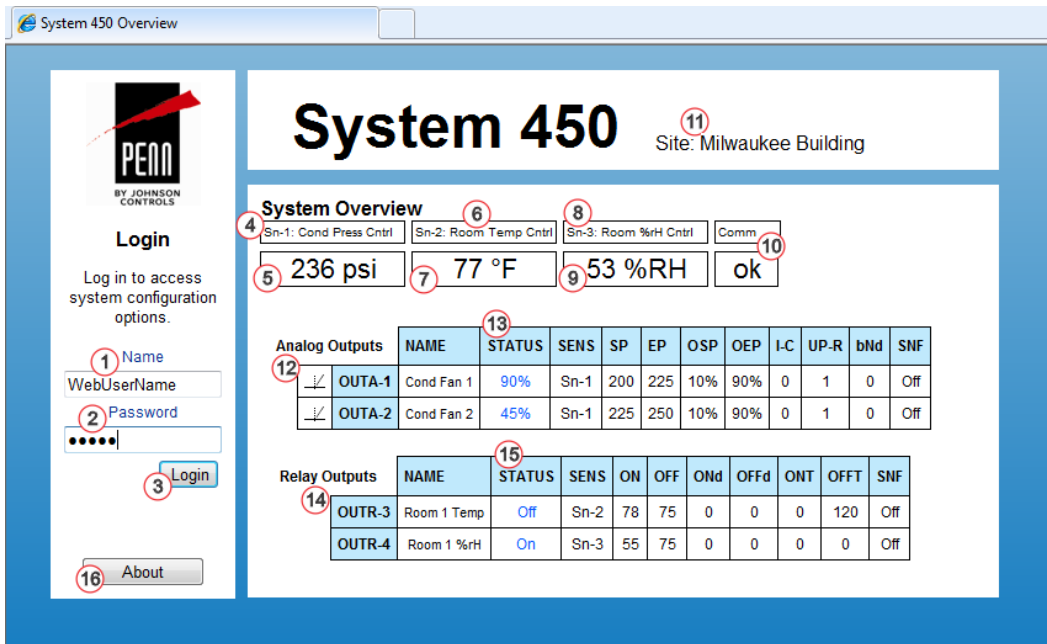 System 450 Overview
PENN
BY JOHNSON
CONTROLS
Login
Log in to access
system configuration
options.
1 Name
WebUserName
2 Password
•••••
3 Login
16 About
System 450
11
Site: Milwaukee Building
System Overview
4 Sn-1: Cond Press Cntrl 6 Sn-2: Room Temp Cntrl 8 Sn-3: Room %rH Cntrl Comm 10
5 236 psi 7 77 °F 9 53 %RH ok
13
Analog Outputs NAME STATUS SENS SP EP OSP OEP I-C UP-R bNd SNF
12 OUTA-1 Cond Fan 1 90% Sn-1 200 225 10% 90% 0 1 0 Off
OUTA-2 Cond Fan 2 45% Sn-1 225 250 10% 90% 0 1 0 Off
15
Relay Outputs NAME STATUS SENS ON OFF ONd OFFd ONT OFFT SNF
14 OUTR-3 Room 1 Temp Off Sn-2 78 75 0 0 0 120 Off
OUTR-4 Room 1 %rH On Sn-3 55 75 0 0 0 0 Off